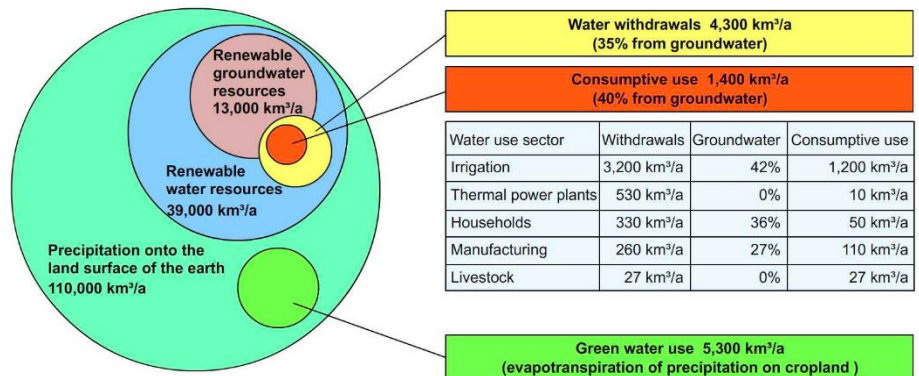 Renewable
groundwater
resources
13,000 km³/a
Renewable
water resources
39,000 km³/a
Precipitation onto the
land surface of the earth
110,000 km³/a
Water withdrawals 4,300 km³/a
(35% from groundwater)
Consumptive use 1,400 km³/a
(40% from groundwater)
Water use sector Withdrawals Groundwater Consumptive use
Irrigation 3,200 km³/a 42% 1,200 km³/a
Thermal power plants 530 km³/a 0% 10 km³/a
Households 330 km³/a 36% 50 km³/a
Manufacturing 260 km³/a 27% 110 km³/a
Livestock 27 km³/a 0% 27 km³/a
Green water use 5,300 km³/a
(evapotranspiration of precipitation on cropland )